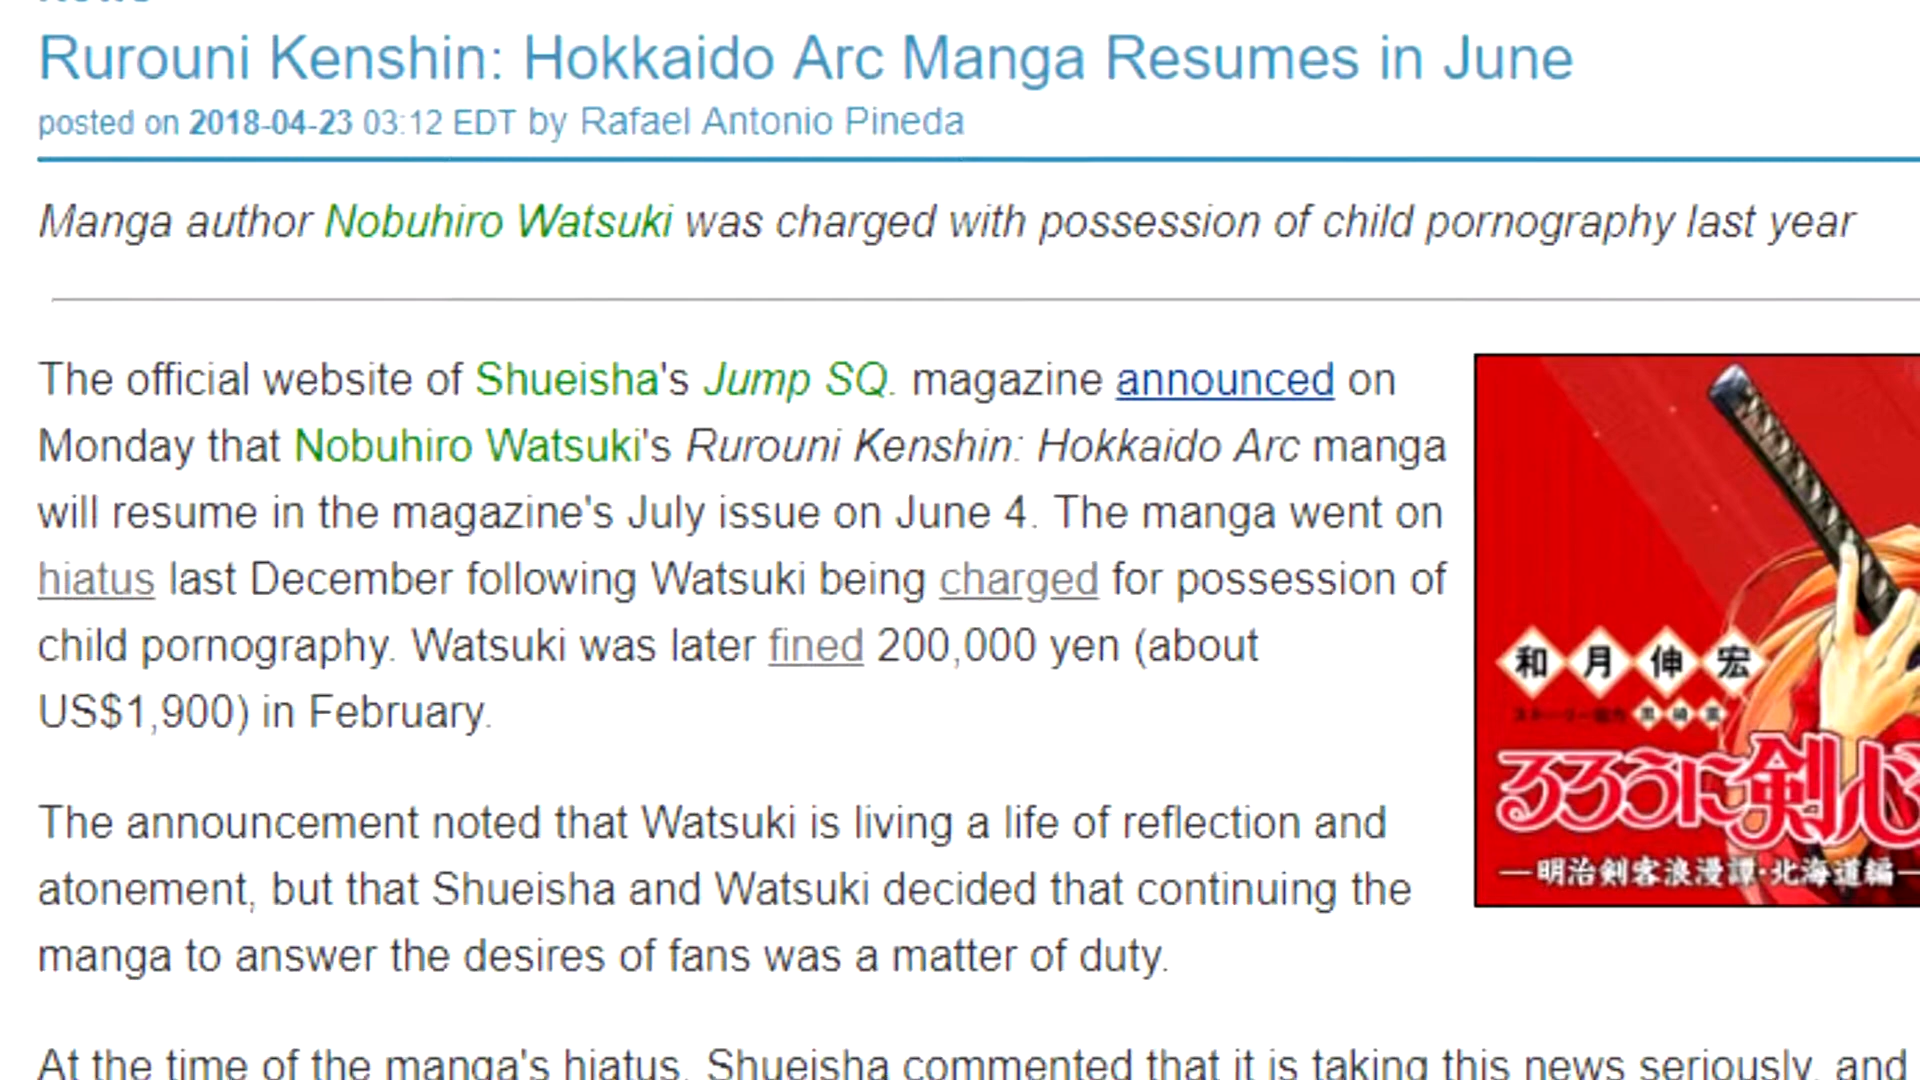 Rurouni Kenshin: Hokkaido Arc Manga Resumes in June
posted on 2018-04-23 03:12 EDT by Rafael Antonio Pineda
Manga author Nobuhiro Watsuki was charged with possession of child pornography last year
The official website of Shueisha's Jump SQ. magazine announced on
Monday that Nobuhiro Watsuki's Rurouni Kenshin: Hokkaido Arc manga
will resume in the magazine's July issue on June 4. The manga went on
hiatus last December following Watsuki being charged for possession of
child pornography. Watsuki was later fined 200,000 yen (about
US$1,900) in February.
The announcement noted that Watsuki is living a life of reflection and
atonement, but that Shueisha and Watsuki decided that continuing the
manga to answer the desires of fans was a matter of duty.
At the time of the manga's hiatus, Shueisha commented that it is taking this news seriously, and
和月伸宏
るろうに剣心
―明治剣客浪漫譚・北海道編―